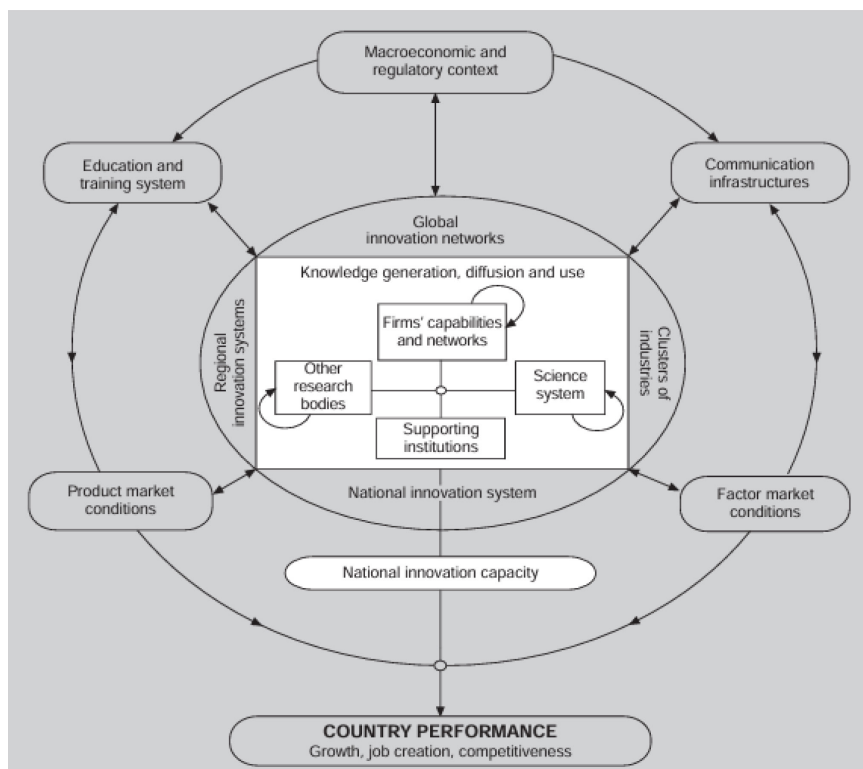 Macroeconomic and
regulatory context
Education and
training system
Communication
infrastructures
Global
innovation networks
Knowledge generation, diffusion and use
Firms' capabilities
and networks
Regional
innovation systems
Clusters of
industries
Other
research
bodies
Science
system
Supporting
institutions
Product market
conditions
National innovation system
Factor market
conditions
National innovation capacity
COUNTRY PERFORMANCE
Growth, job creation, competitiveness